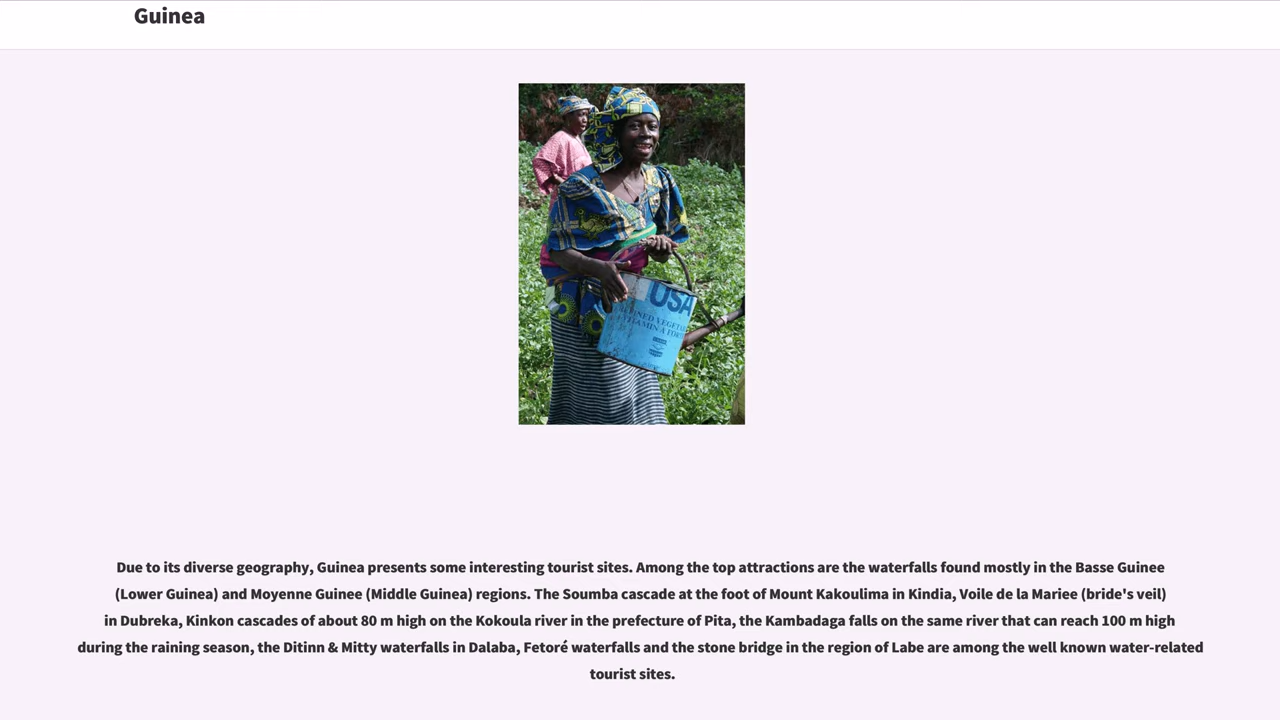 Guinea
USA
VITAMIN A
Due to its diverse geography, Guinea presents some interesting tourist sites. Among the top attractions are the waterfalls found mostly in the Basse Guinee
(Lower Guinea) and Moyenne Guinee (Middle Guinea) regions. The Soumba cascade at the foot of Mount Kakoulima in Kindia, Voile de la Mariee (bride's veil)
in Dubreka, Kinkon cascades of about 80 m high on the Kokoula river in the prefecture of Pita, the Kambadaga falls on the same river that can reach 100 m high
during the raining season, the Ditinn & Mitty waterfalls in Dalaba, Fetoré waterfalls and the stone bridge in the region of Labe are among the well known water-related
tourist sites.